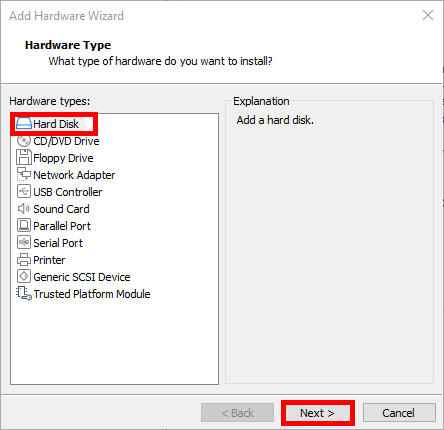 Add Hardware Wizard
Hardware Type
What type of hardware do you want to install?
Hardware types:
Hard Disk
CD/DVD Drive
Floppy Drive
Network Adapter
USB Controller
Sound Card
Parallel Port
Serial Port
Printer
Generic SCSI Device
Trusted Platform Module
Explanation
Add a hard disk.
< Back
Next >
Cancel